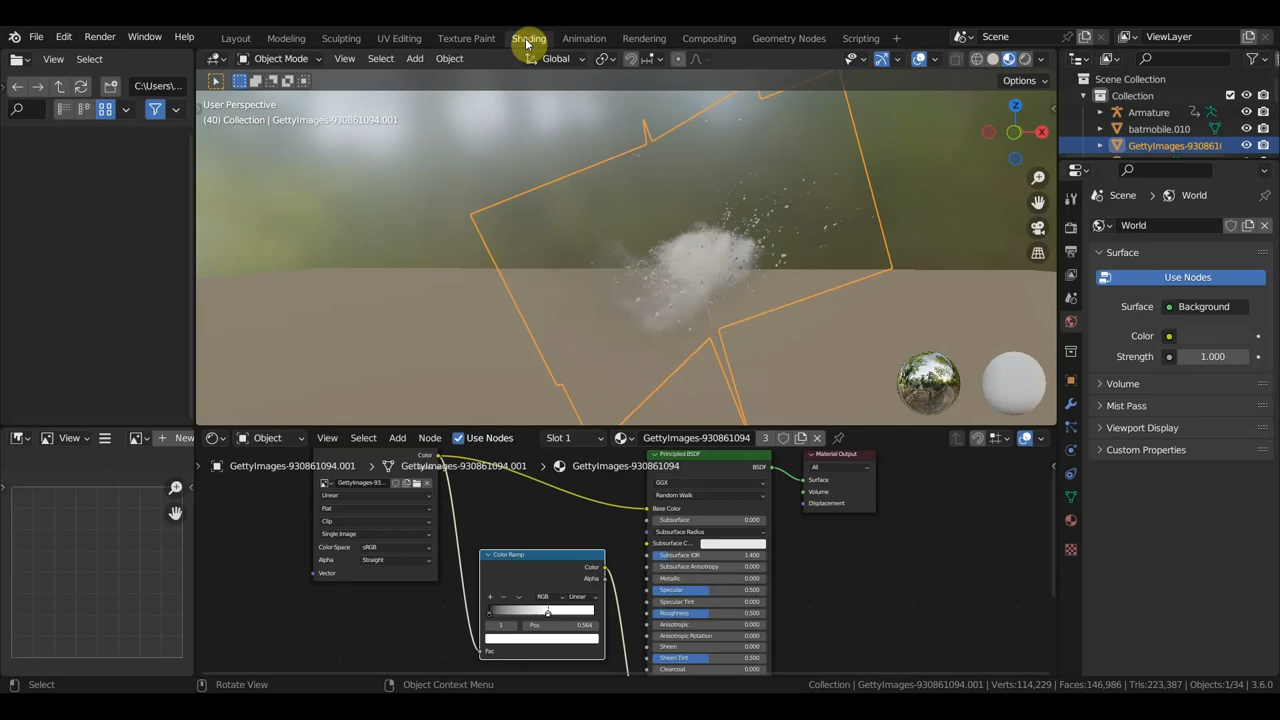 File Edit Render Window Help
Layout Modeling Sculpting UV Editing Texture Paint Shading Animation Rendering Compositing Geometry Nodes Scripting +
Scene
ViewLayer
View Select
Object Mode View Select Add Object
Global
C:\Users\...
Options
User Perspective
(40) Collection | GettyImages-930861094.001
Z
X
Scene Collection
Collection
Armature
batmobile.010
GettyImages-930861
Scene > World
World
Surface
Use Nodes
Surface Background
Color
Strength 1.000
Volume
Mist Pass
Viewport Display
Custom Properties
View
New
Object View Select Add Node Use Nodes Slot 1 GettyImages-930861094 3
GettyImages-930861094.001 > GettyImages-930861094.001 > GettyImages-930861094
Color
GettyImages-93...
Linear
Flat
Clip
Single Image
Color Space sRGB
Alpha Straight
Vector
Color Ramp
Color
Alpha
RGB Linear
1 Pos 0.564
Fac
Principled BSDF
BSDF
GGX
Random Walk
Base Color
Subsurface 0.000
Subsurface Radius
Subsurface C...
Subsurface IOR 1.400
Subsurface Anisotropy 0.000
Metallic 0.000
Specular 0.500
Specular Tint 0.000
Roughness 0.500
Anisotropic 0.000
Anisotropic Rotation 0.000
Sheen 0.000
Sheen Tint 0.500
Clearcoat 0.000
Material Output
All
Surface
Volume
Displacement
Select Rotate View Object Context Menu
Collection | GettyImages-930861094.001 | Verts:114,229 | Faces:146,986 | Tris:223,387 | Objects:1/34 | 3.6.0